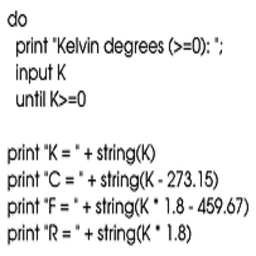 do
print "Kelvin degrees (>=0): ";
input K
until K>=0
print "K = " + string(K)
print "C = " + string(K - 273.15)
print "F = " + string(K * 1.8 - 459.67)
print "R = " + string(K * 1.8)